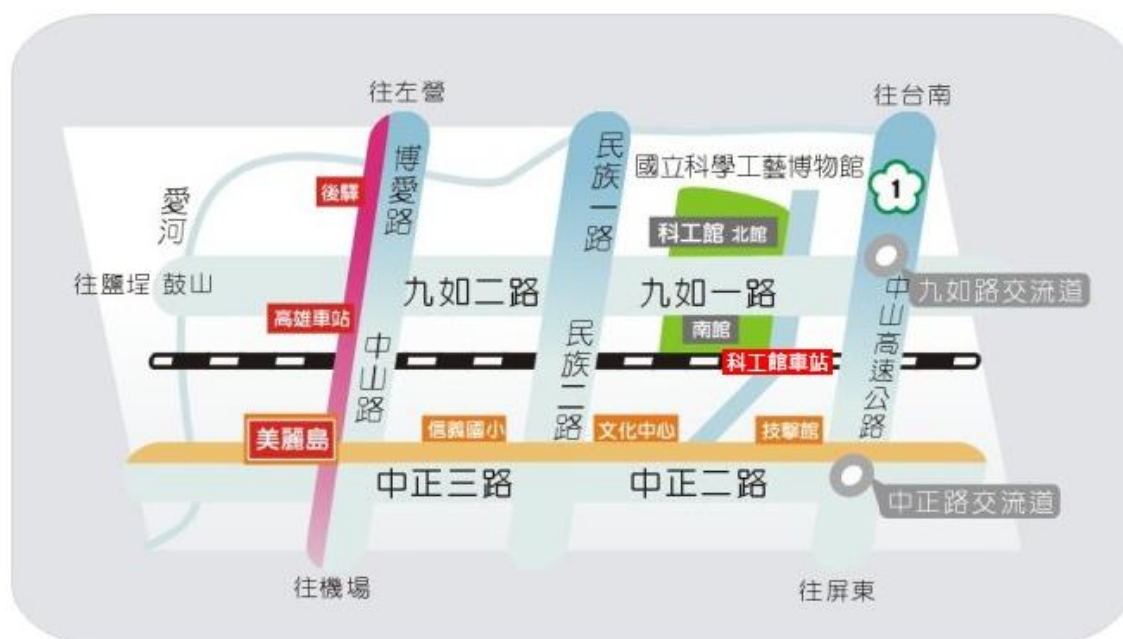 往左營
往台南
博愛路
民族一路
國立科學工藝博物館
1
後驛
愛河
科工館 北館
往鹽埕 鼓山
九如二路
九如一路
九如路交流道
高雄車站
南館
中山路
民族二路
科工館車站
中山高速公路
美麗島
信義國小
文化中心
技擊館
中正三路
中正二路
中正路交流道
往機場
往屏東